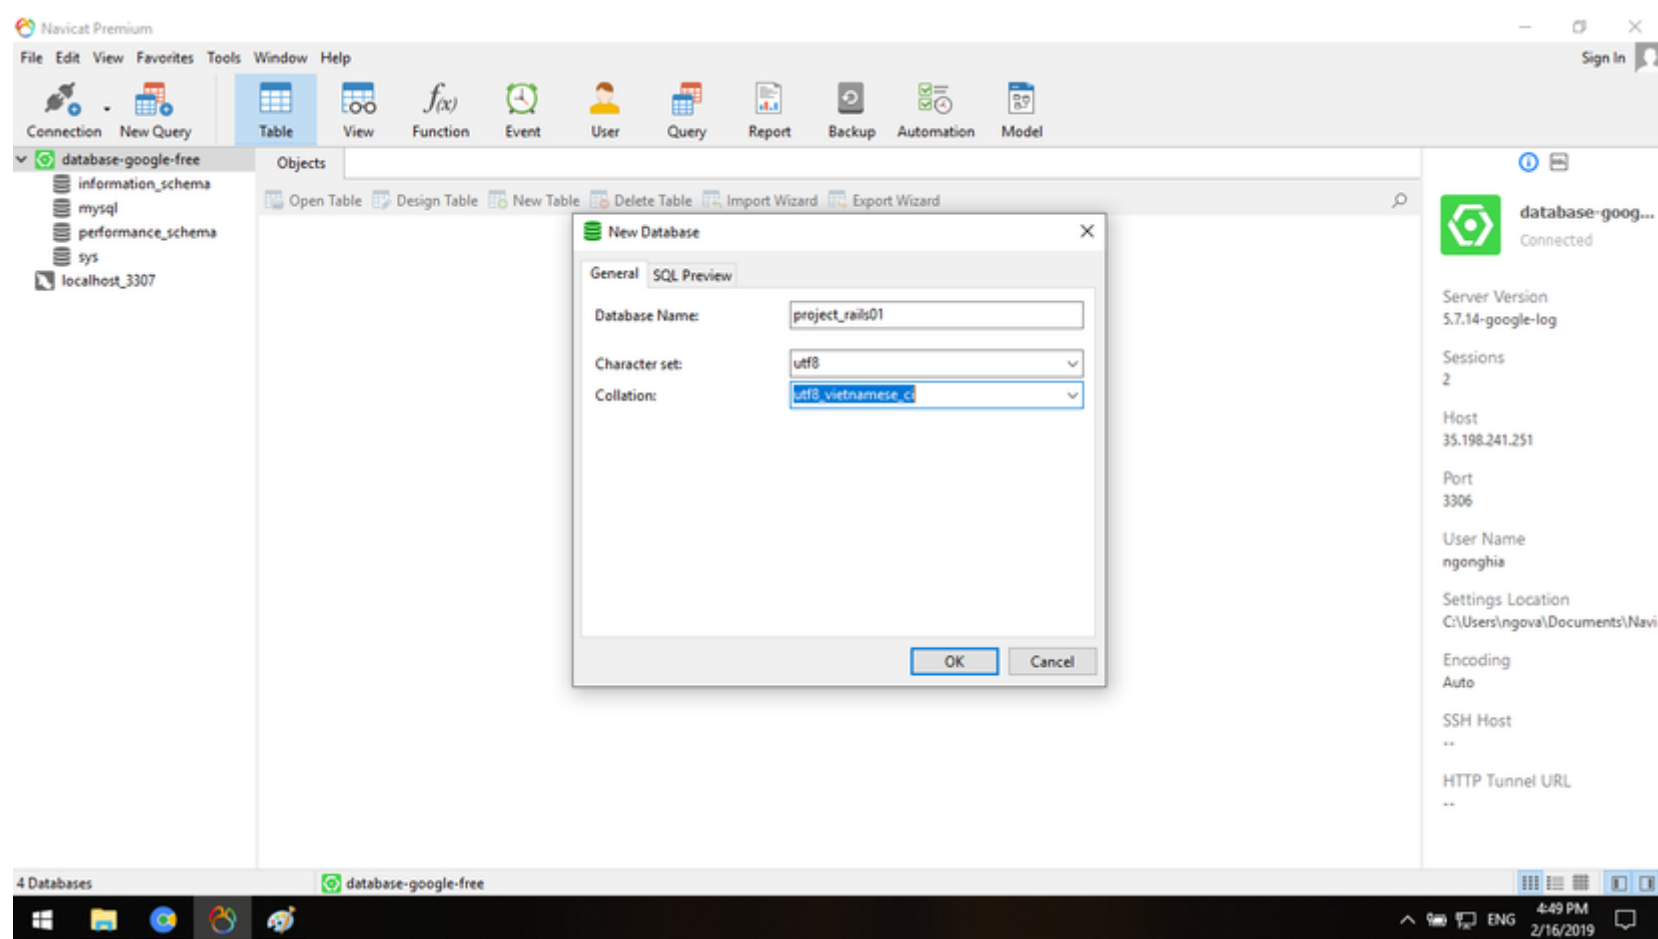 Navicat Premium
File Edit View Favorites Tools Window Help
Sign In
Connection New Query Table View Function Event User Query Report Backup Automation Model
database-google-free
information_schema
mysql
performance_schema
sys
localhost_3307
Objects
Open Table Design Table New Table Delete Table Import Wizard Export Wizard
New Database
General SQL Preview
Database Name: project_rails01
Character set: utf8
Collation: utf8_vietnamese_ci
OK Cancel
database-goog...
Connected
Server Version
5.7.14-google-log
Sessions
2
Host
35.198.241.251
Port
3306
User Name
ngonghia
Settings Location
C:\Users\ngova\Documents\Navi
Encoding
Auto
SSH Host
--
HTTP Tunnel URL
--
4 Databases
database-google-free
ENG
4:49 PM
2/16/2019